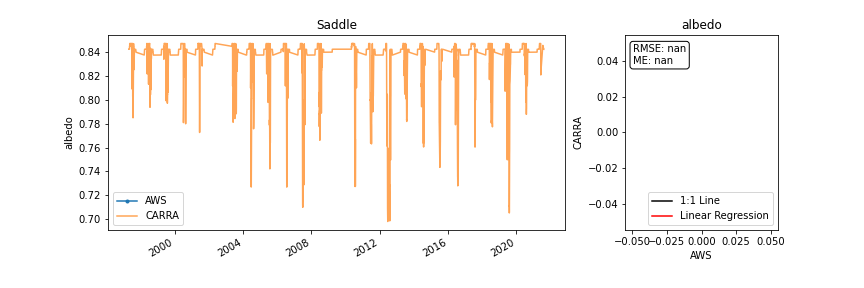 Saddle
albedo
0.84
0.82
0.80
0.78
0.76
0.74
0.72
0.70
albedo
AWS
CARRA
2000
2004
2008
2012
2016
2020
albedo
RMSE: nan
ME: nan
0.04
0.02
0.00
−0.02
−0.04
CARRA
1:1 Line
Linear Regression
−0.050
−0.025
0.000
0.025
0.050
AWS